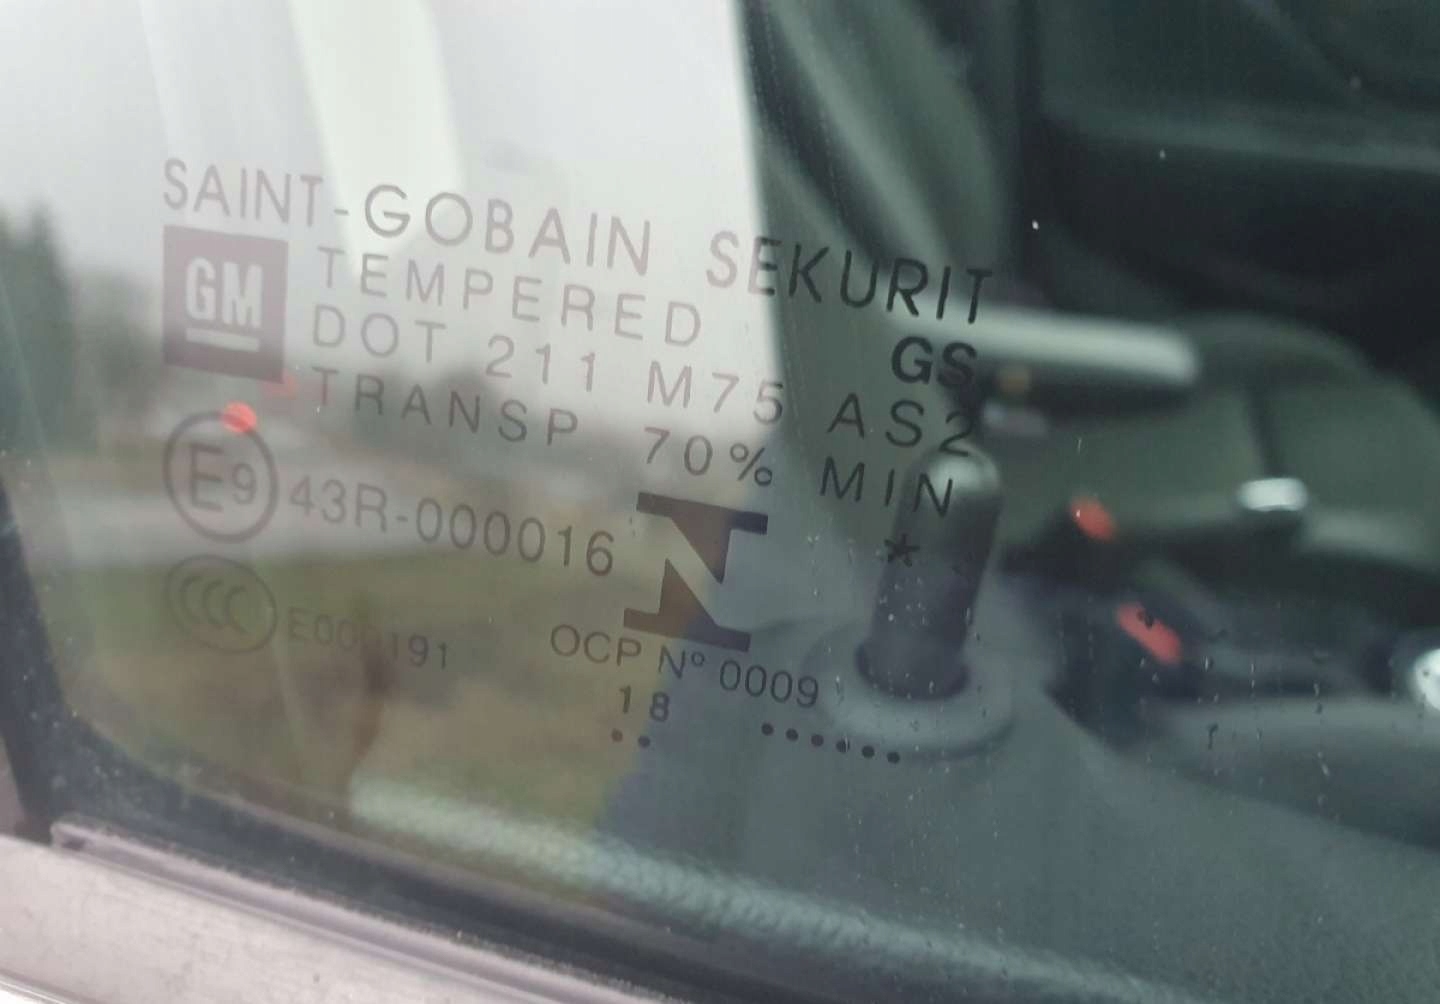 SAINT-GOBAIN SEKURIT
GM
TEMPERED GS
DOT 211 M75 AS2
TRANSP 70% MIN
E9 43R-000016
N
*
CCC
OCP N° 0009
18
.. ......